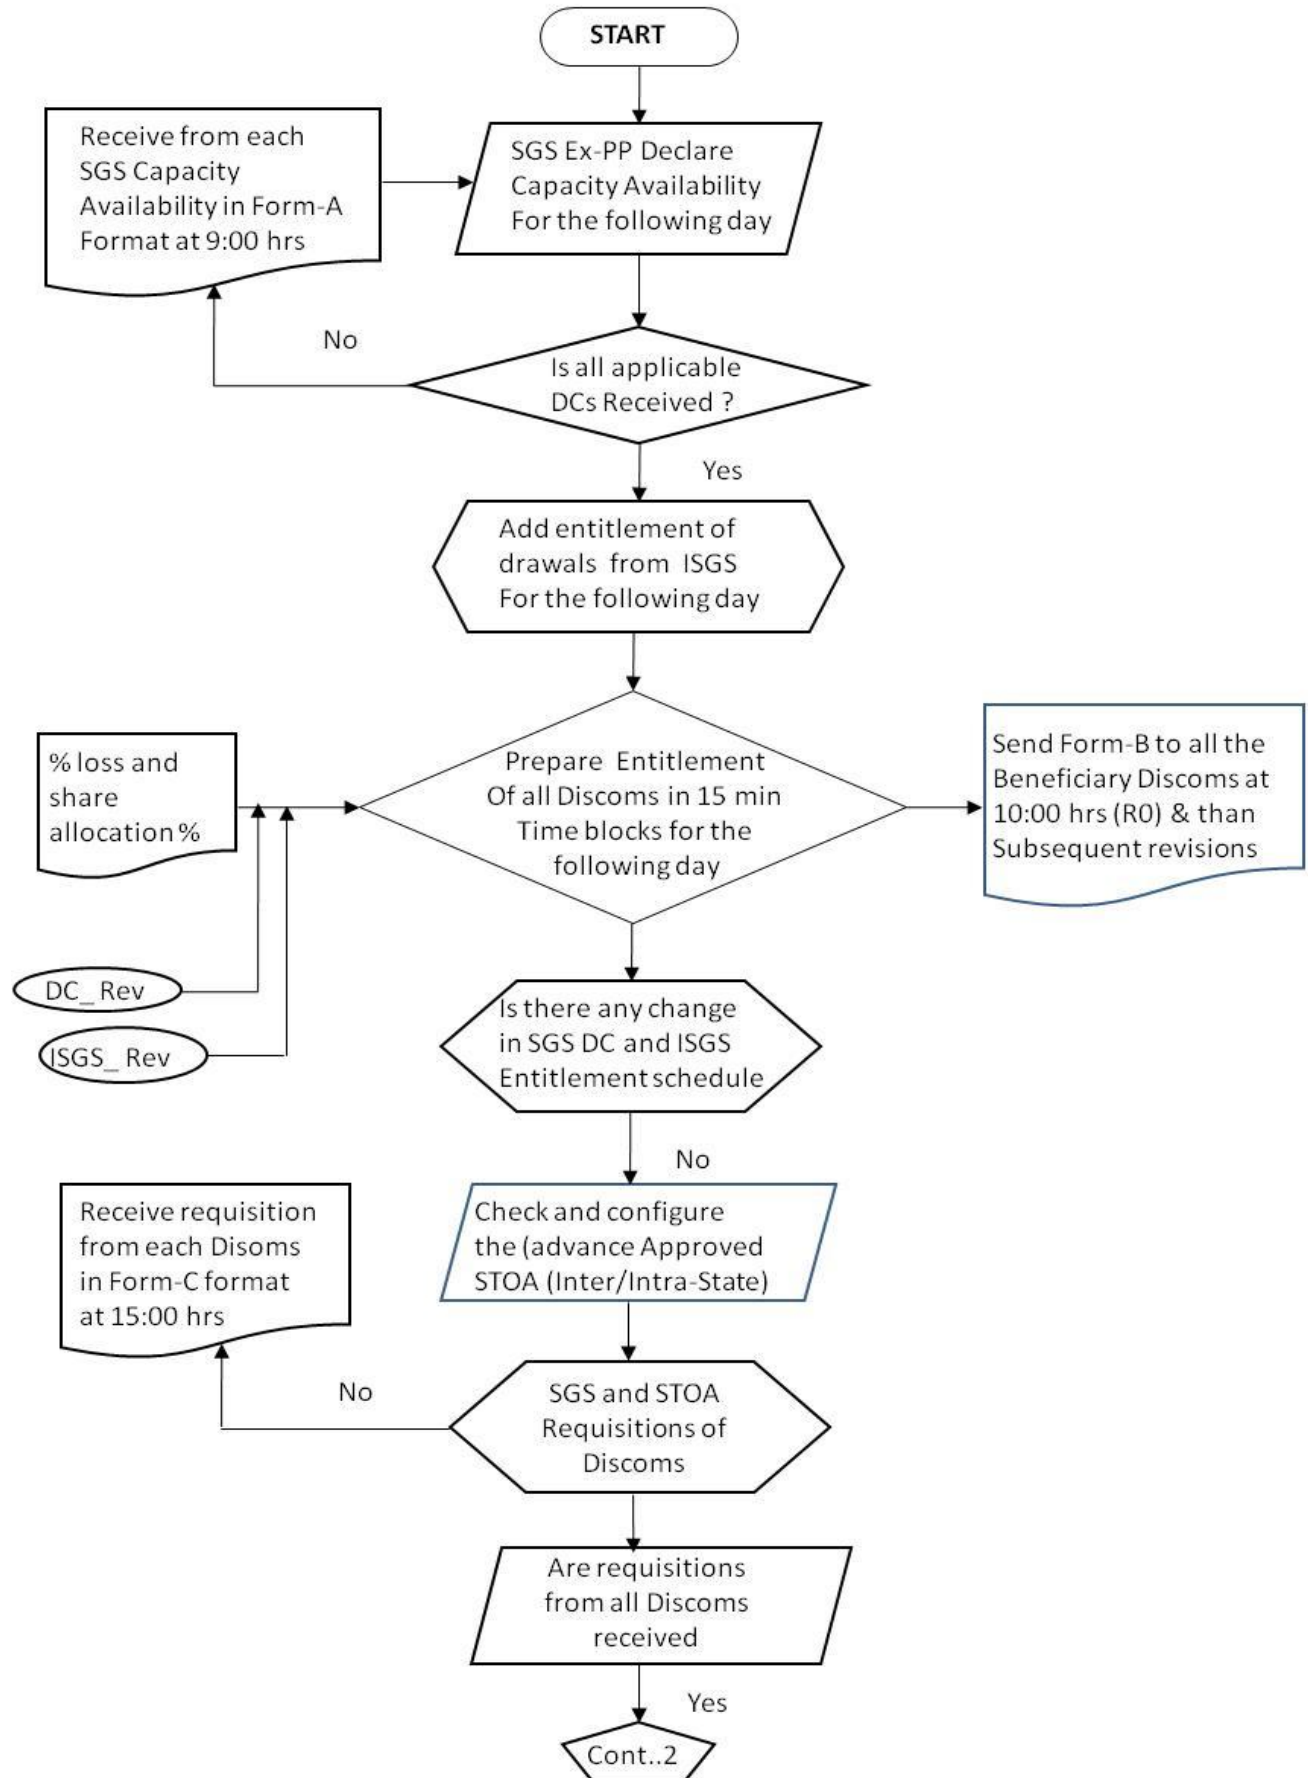 START
Receive from each
SGS Capacity
Availability in Form-A
Format at 9:00 hrs
SGS Ex-PP Declare
Capacity Availability
For the following day
No
Is all applicable
DCs Received ?
Yes
Add entitlement of
drawals from ISGS
For the following day
% loss and
share
allocation %
Prepare Entitlement
Of all Discoms in 15 min
Time blocks for the
following day
Send Form-B to all the
Beneficiary Discoms at
10:00 hrs (R0) & than
Subsequent revisions
DC_ Rev
ISGS_ Rev
Is there any change
in SGS DC and ISGS
Entitlement schedule
No
Receive requisition
from each Disoms
in Form-C format
at 15:00 hrs
Check and configure
the (advance Approved
STOA (Inter/Intra-State)
No
SGS and STOA
Requisitions of
Discoms
Are requisitions
from all Discoms
received
Yes
Cont..2